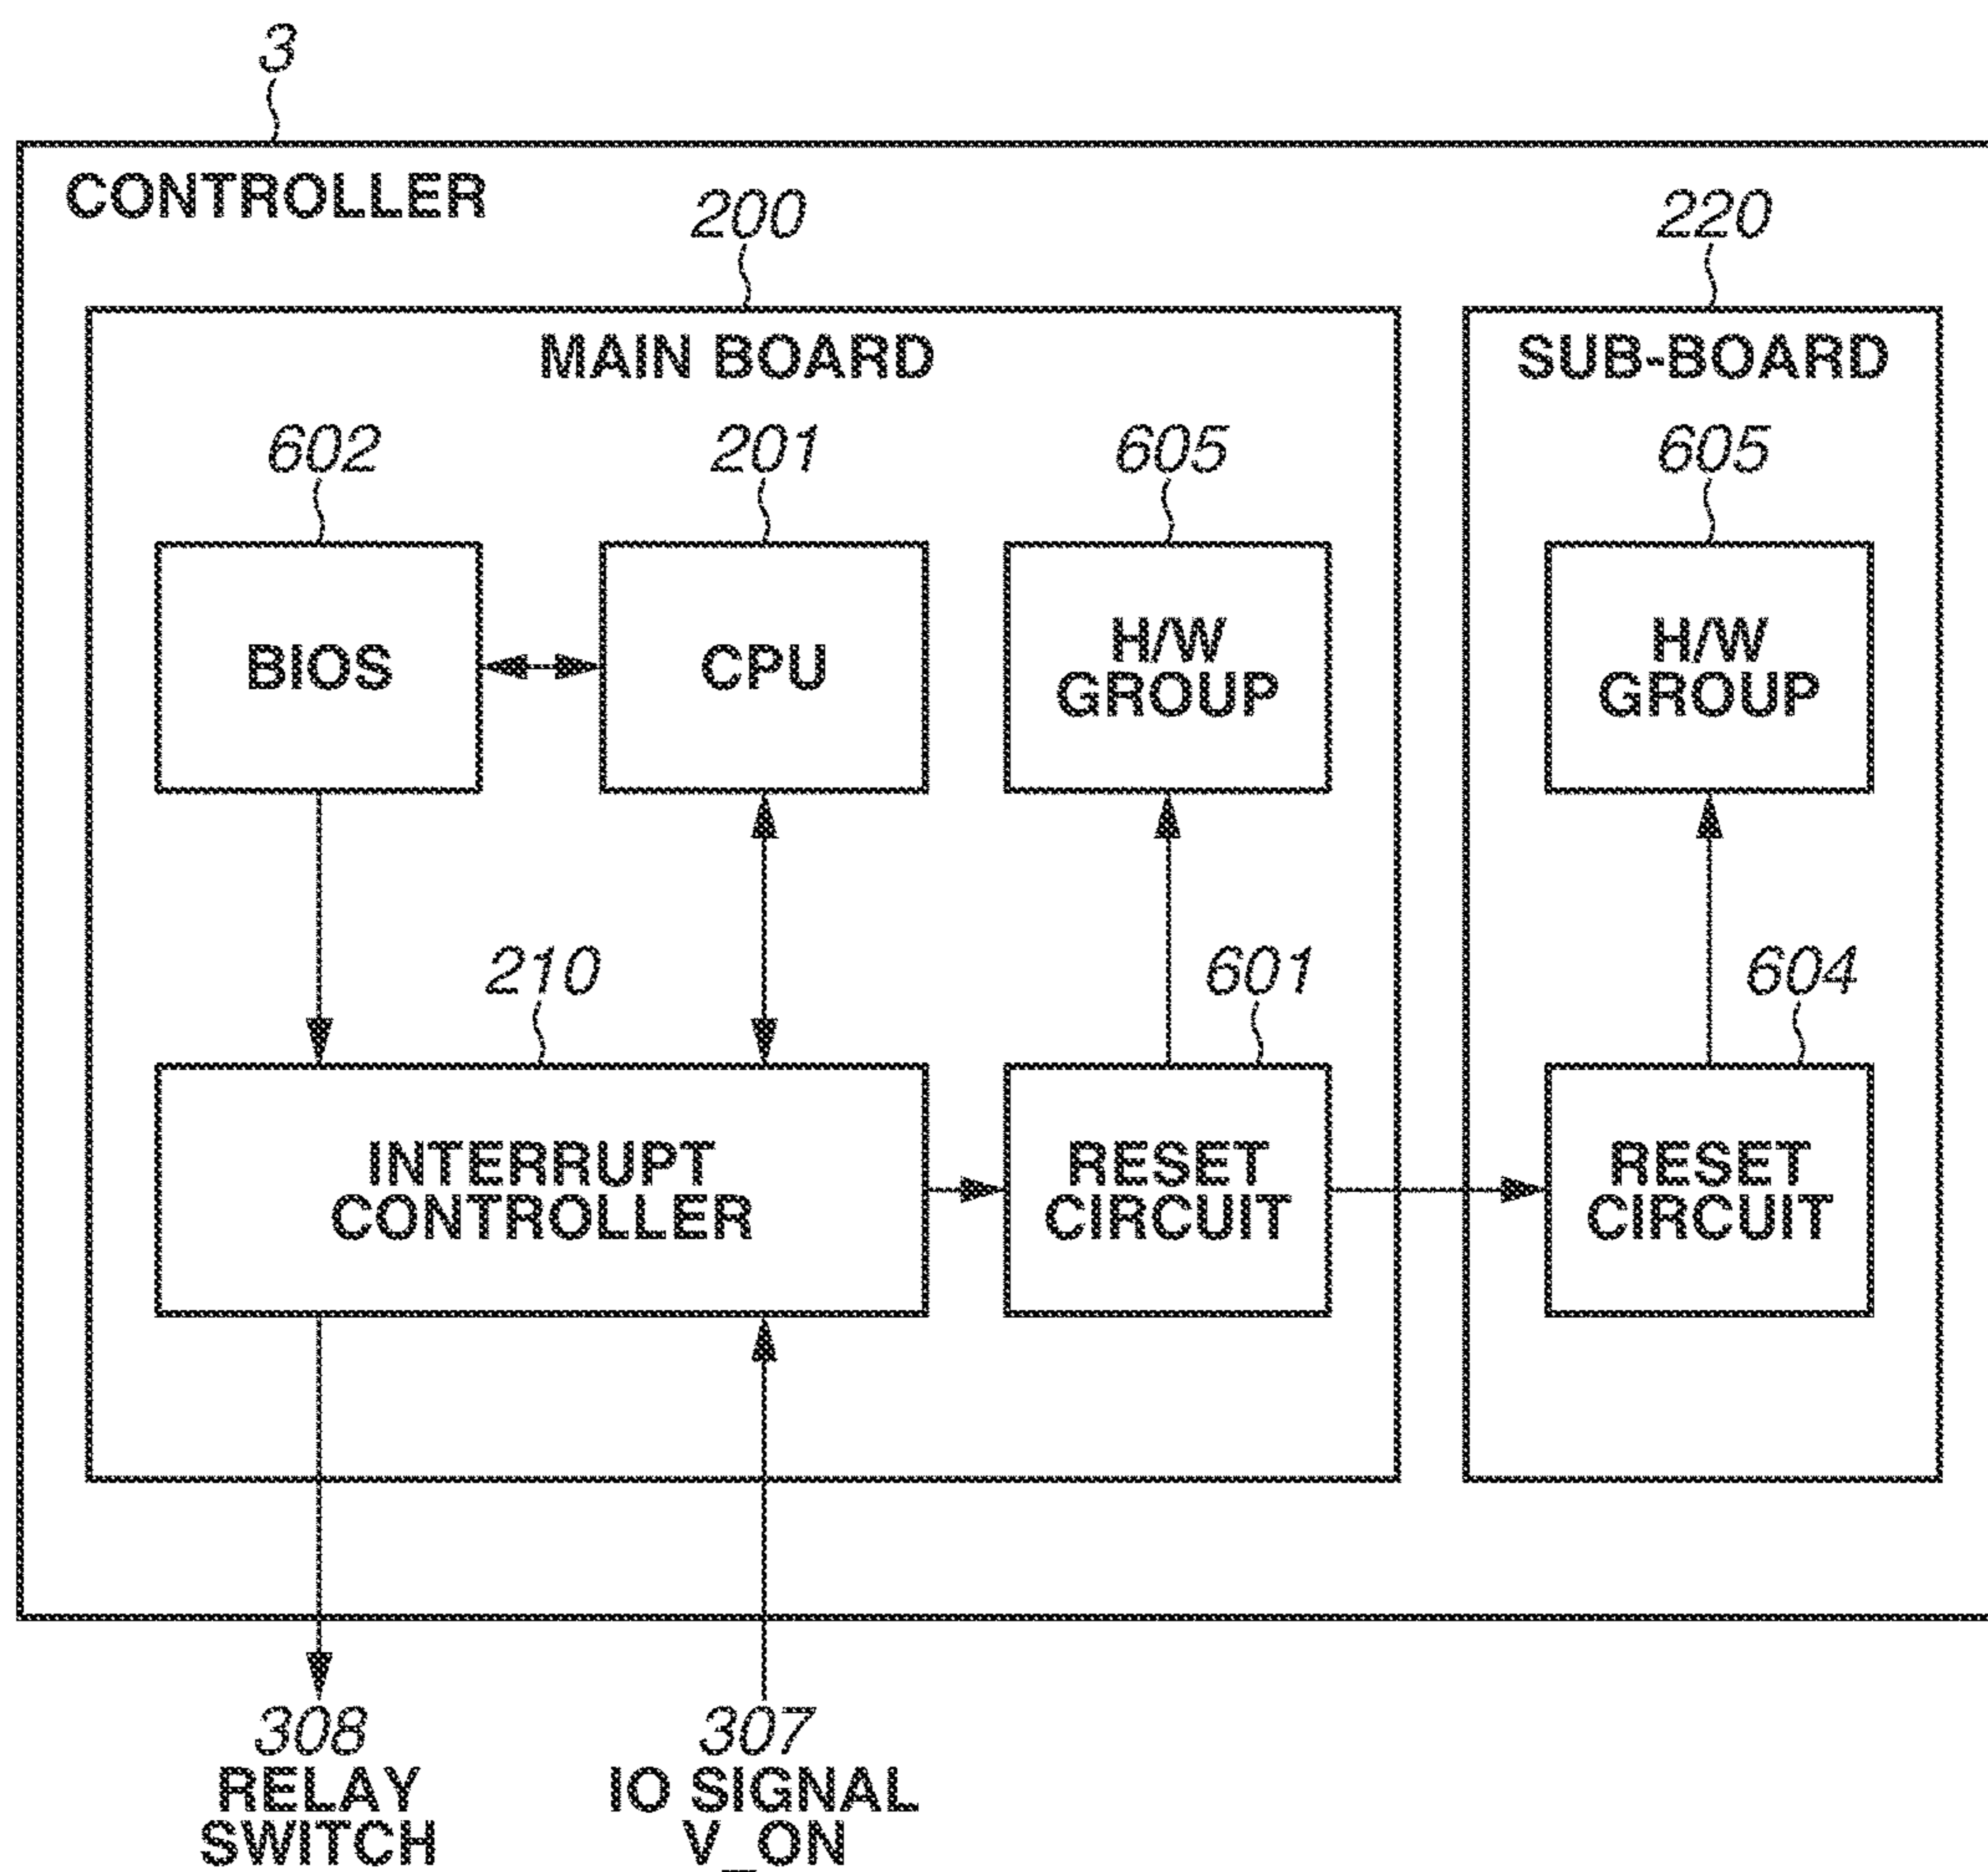 3
CONTROLLER
200
220
MAIN BOARD
SUB-BOARD
602
201
605
605
BIOS
CPU
H/W
GROUP
H/W
GROUP
210
601
604
INTERRUPT
CONTROLLER
RESET
CIRCUIT
RESET
CIRCUIT
308
RELAY
SWITCH
307
IO SIGNAL
V_ON